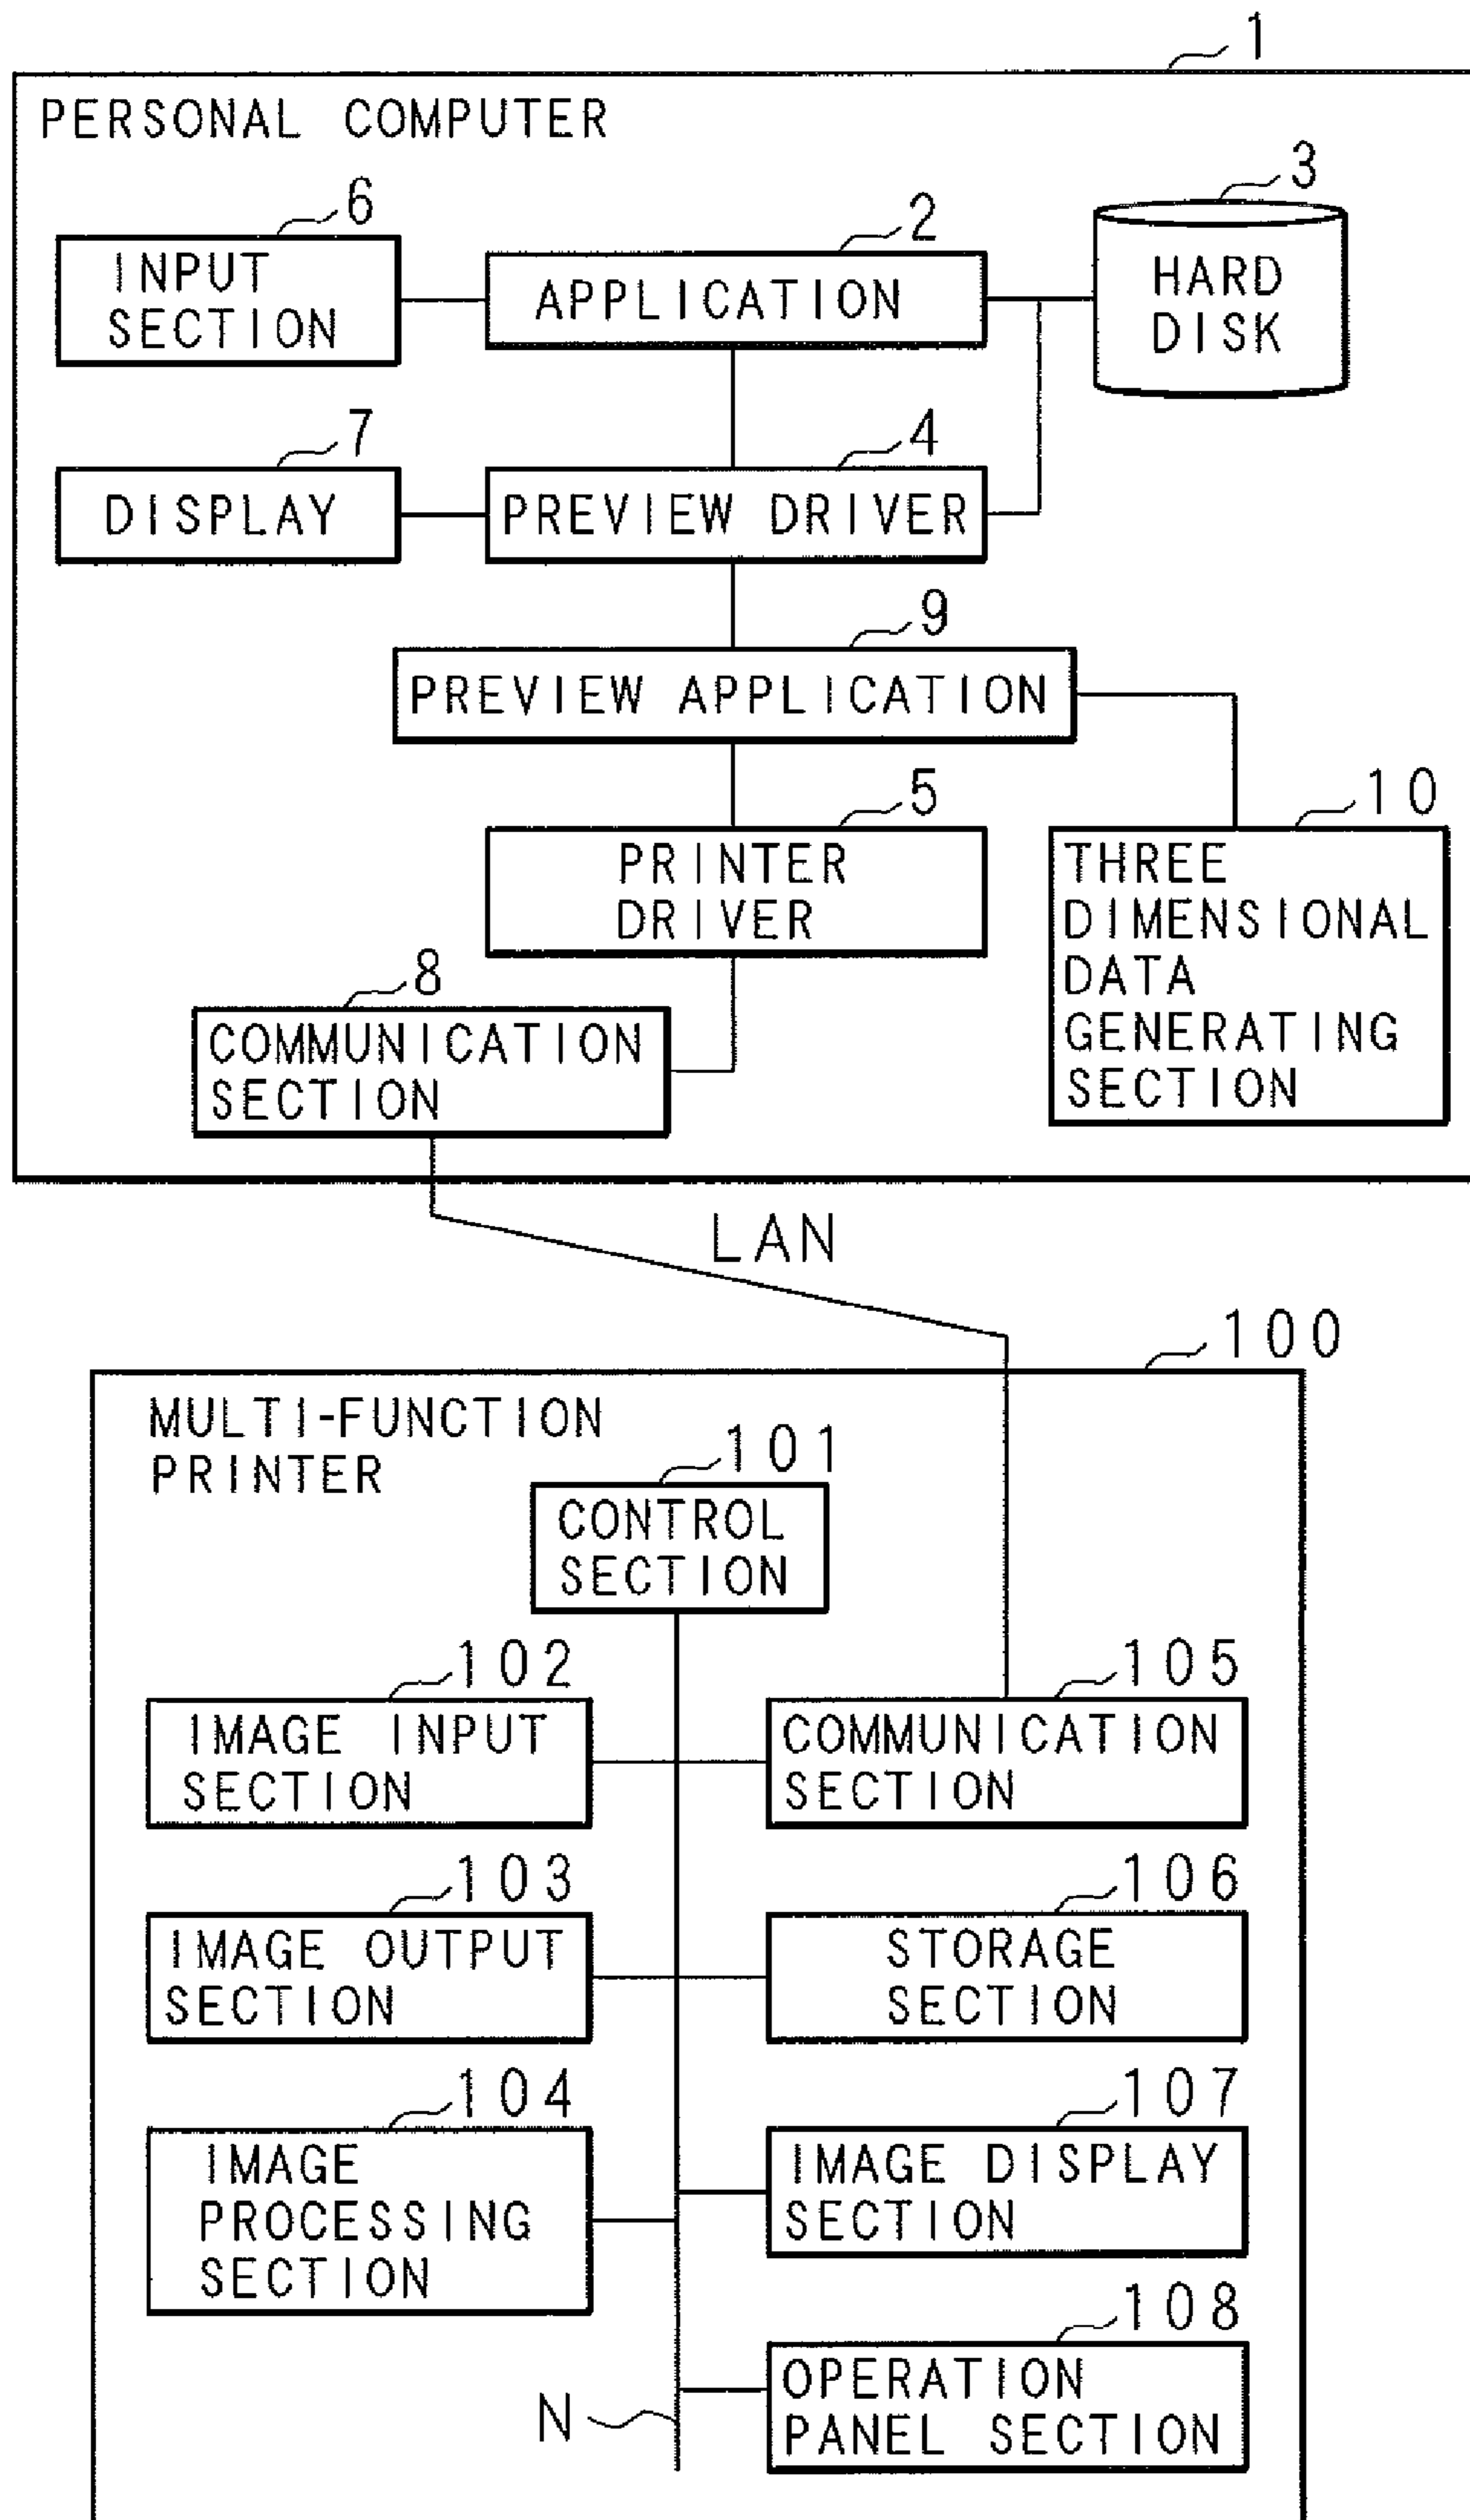 1
PERSONAL COMPUTER
6
2
3
INPUT
SECTION
APPLICATION
HARD
DISK
7
4
DISPLAY
PREVIEW DRIVER
9
PREVIEW APPLICATION
5
10
PRINTER
DRIVER
THREE
DIMENSIONAL
DATA
GENERATING
SECTION
8
COMMUNICATION
SECTION
LAN
100
MULTI-FUNCTION
PRINTER
101
CONTROL
SECTION
102
105
IMAGE INPUT
SECTION
COMMUNICATION
SECTION
103
106
IMAGE OUTPUT
SECTION
STORAGE
SECTION
104
107
IMAGE
PROCESSING
SECTION
IMAGE DISPLAY
SECTION
108
N
OPERATION
PANEL SECTION